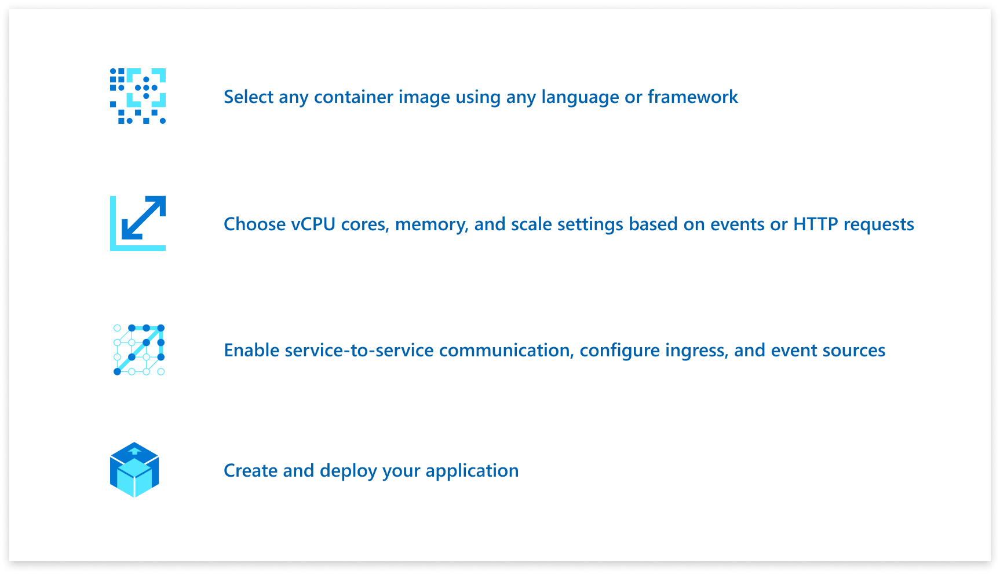 Select any container image using any language or framework
Choose vCPU cores, memory, and scale settings based on events or HTTP requests
Enable service-to-service communication, configure ingress, and event sources
Create and deploy your application